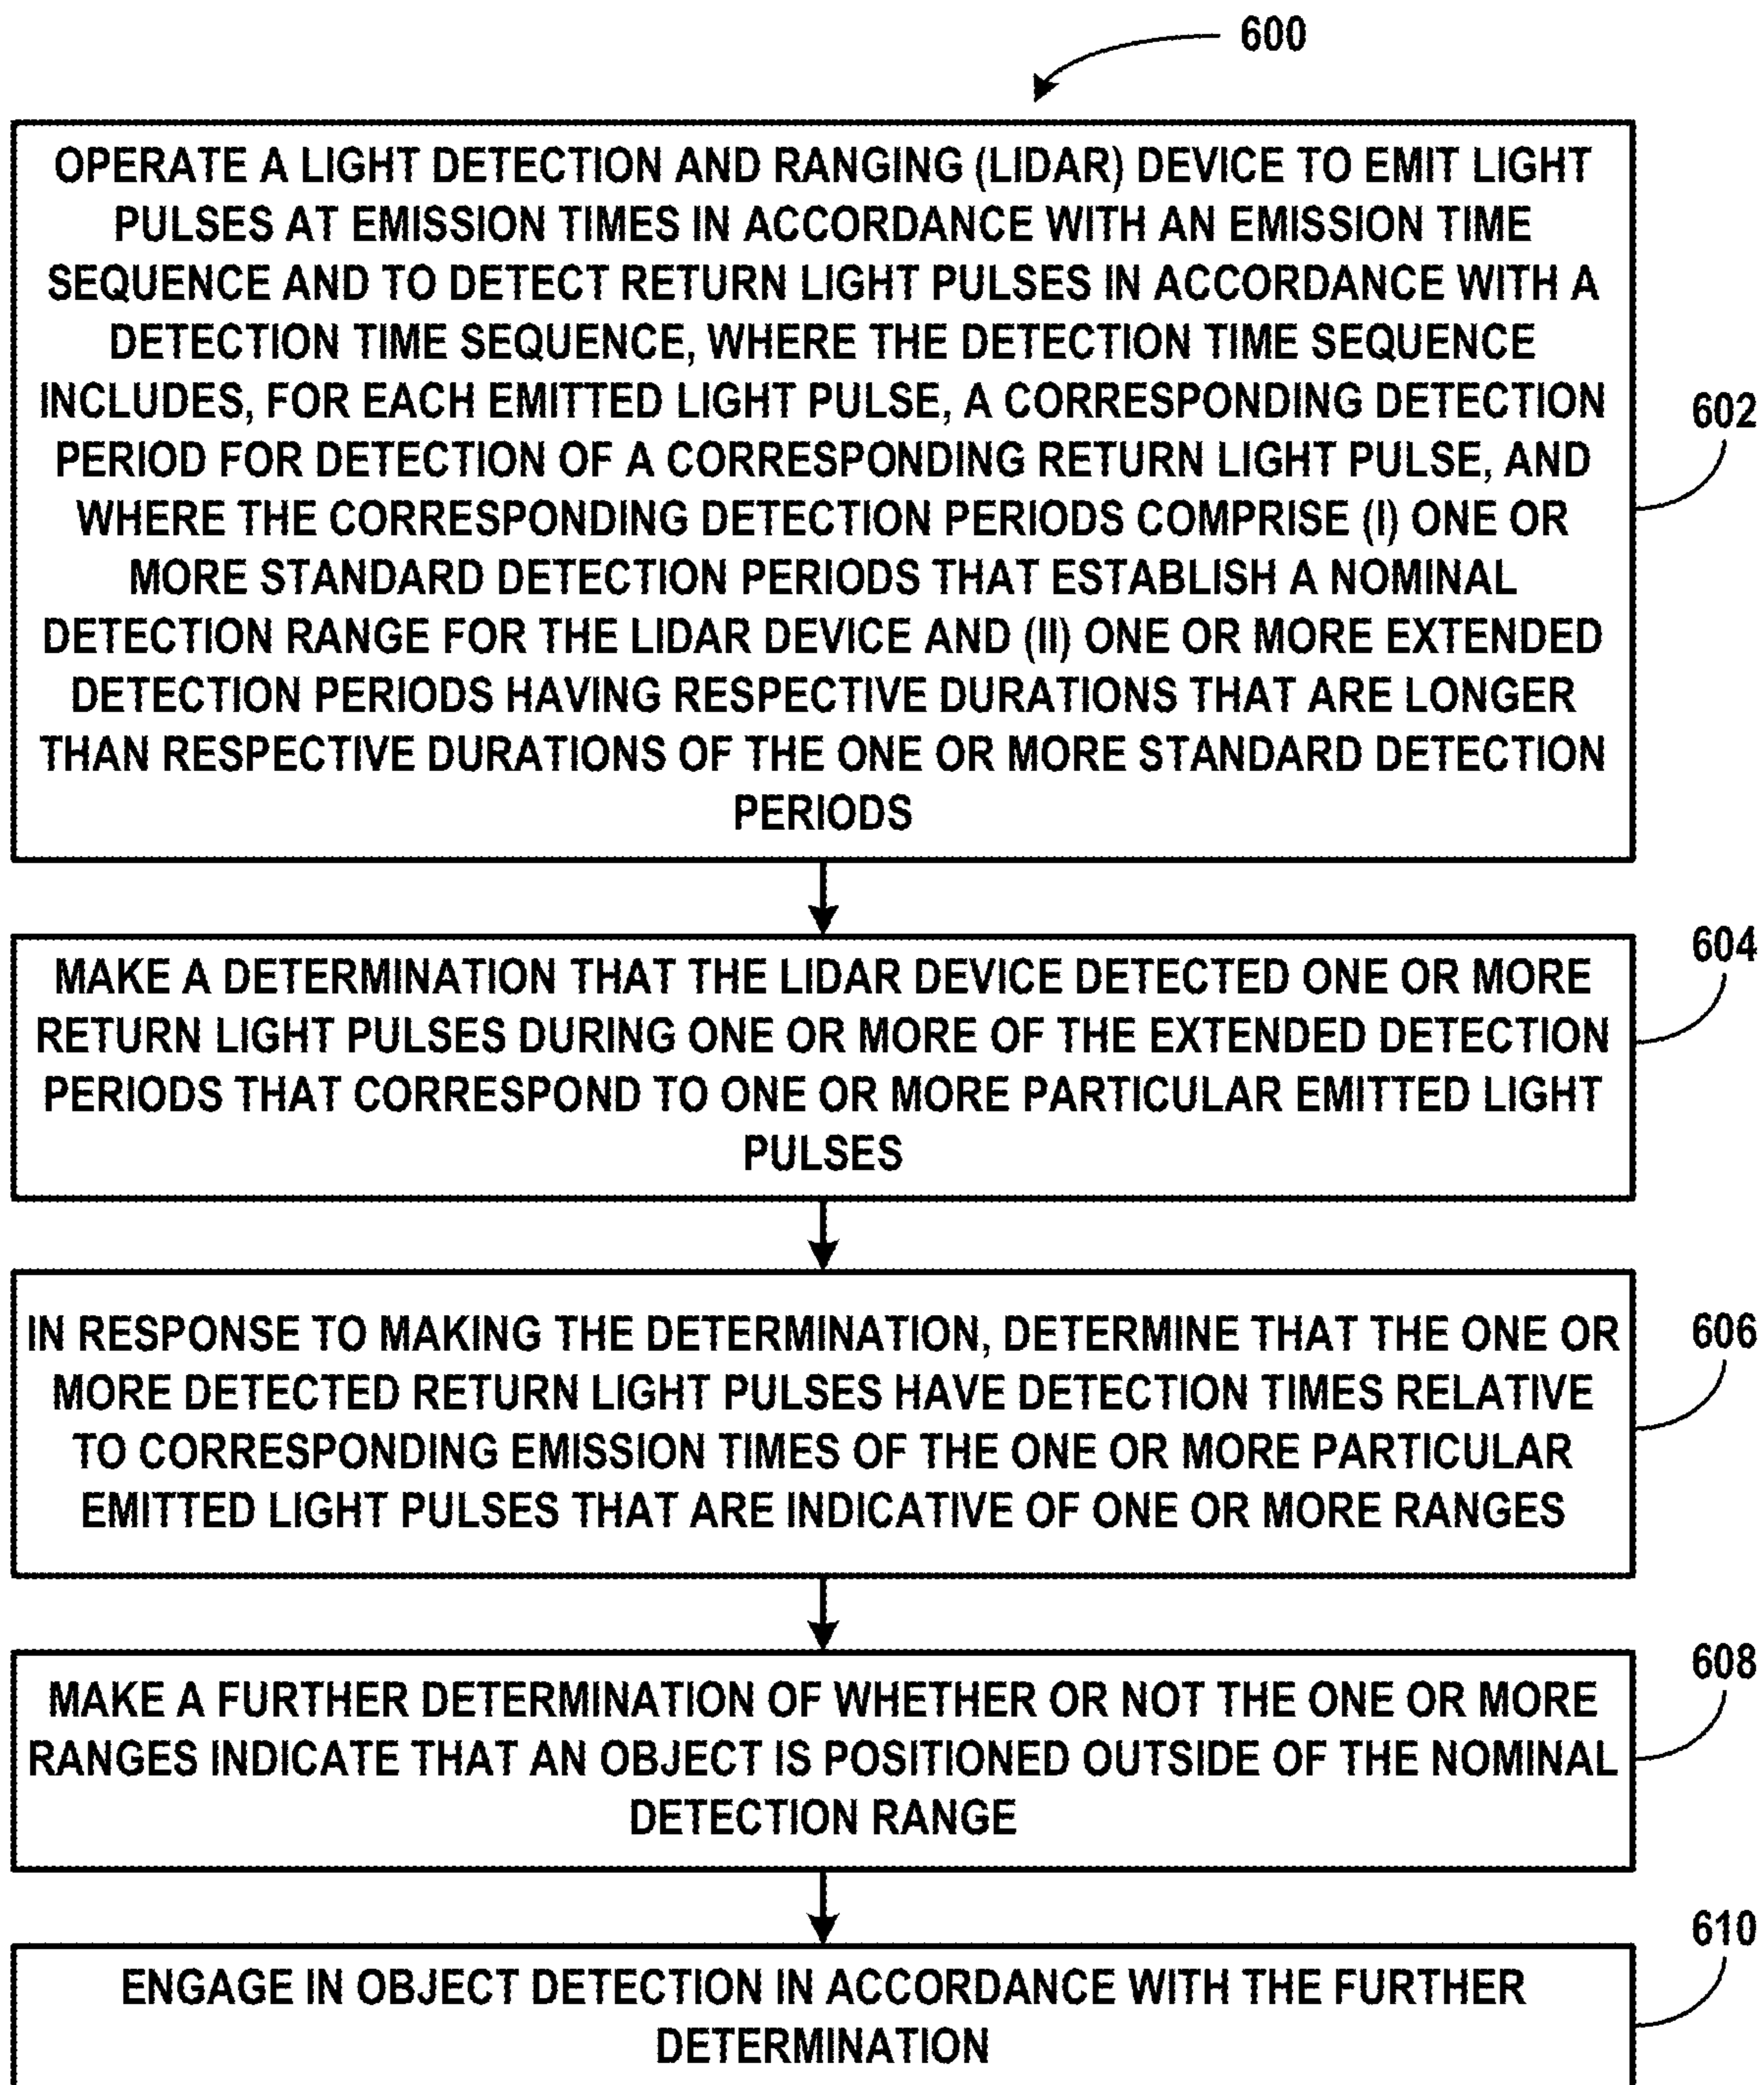 600
OPERATE A LIGHT DETECTION AND RANGING (LIDAR) DEVICE TO EMIT LIGHT
PULSES AT EMISSION TIMES IN ACCORDANCE WITH AN EMISSION TIME
SEQUENCE AND TO DETECT RETURN LIGHT PULSES IN ACCORDANCE WITH A
DETECTION TIME SEQUENCE, WHERE THE DETECTION TIME SEQUENCE
INCLUDES, FOR EACH EMITTED LIGHT PULSE, A CORRESPONDING DETECTION
PERIOD FOR DETECTION OF A CORRESPONDING RETURN LIGHT PULSE, AND
WHERE THE CORRESPONDING DETECTION PERIODS COMPRISE (I) ONE OR
MORE STANDARD DETECTION PERIODS THAT ESTABLISH A NOMINAL
DETECTION RANGE FOR THE LIDAR DEVICE AND (II) ONE OR MORE EXTENDED
DETECTION PERIODS HAVING RESPECTIVE DURATIONS THAT ARE LONGER
THAN RESPECTIVE DURATIONS OF THE ONE OR MORE STANDARD DETECTION
PERIODS
602
MAKE A DETERMINATION THAT THE LIDAR DEVICE DETECTED ONE OR MORE
RETURN LIGHT PULSES DURING ONE OR MORE OF THE EXTENDED DETECTION
PERIODS THAT CORRESPOND TO ONE OR MORE PARTICULAR EMITTED LIGHT
PULSES
604
IN RESPONSE TO MAKING THE DETERMINATION, DETERMINE THAT THE ONE OR
MORE DETECTED RETURN LIGHT PULSES HAVE DETECTION TIMES RELATIVE
TO CORRESPONDING EMISSION TIMES OF THE ONE OR MORE PARTICULAR
EMITTED LIGHT PULSES THAT ARE INDICATIVE OF ONE OR MORE RANGES
606
MAKE A FURTHER DETERMINATION OF WHETHER OR NOT THE ONE OR MORE
RANGES INDICATE THAT AN OBJECT IS POSITIONED OUTSIDE OF THE NOMINAL
DETECTION RANGE
608
ENGAGE IN OBJECT DETECTION IN ACCORDANCE WITH THE FURTHER
DETERMINATION
610